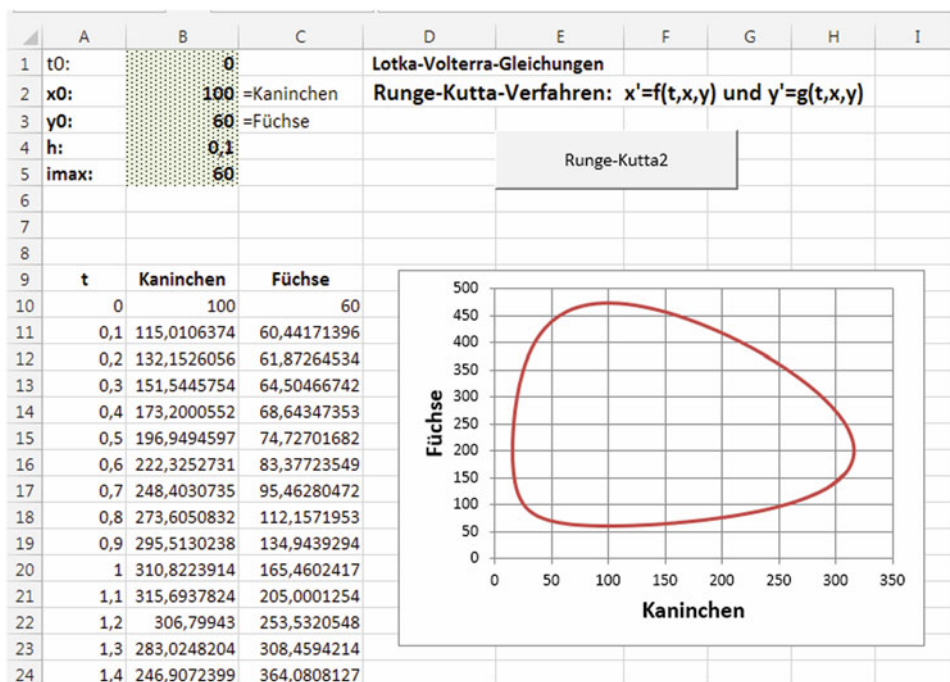 A B C D E F G H I
1 t0: 0 Lotka-Volterra-Gleichungen
2 x0: 100 =Kaninchen Runge-Kutta-Verfahren: x'=f(t,x,y) und y'=g(t,x,y)
3 y0: 60 =Füchse
4 h: 0,1
Runge-Kutta2
5 imax: 60
6
7
8
9 t Kaninchen Füchse
10 0 100 60
11 0,1 115,0106374 60,44171396
12 0,2 132,1526056 61,87264534
13 0,3 151,5445754 64,50466742
14 0,4 173,2000552 68,64347353
15 0,5 196,9494597 74,72701682
16 0,6 222,3252731 83,37723549
17 0,7 248,4030735 95,46280472
18 0,8 273,6050832 112,1571953
19 0,9 295,5130238 134,9439294
20 1 310,8223914 165,4602417
21 1,1 315,6937824 205,0001254
22 1,2 306,79943 253,5320548
23 1,3 283,0248204 308,4594214
24 1,4 246,9072399 364,0808127
500
450
400
350
300
250
200
150
100
50
0
Füchse
0 50 100 150 200 250 300 350
Kaninchen